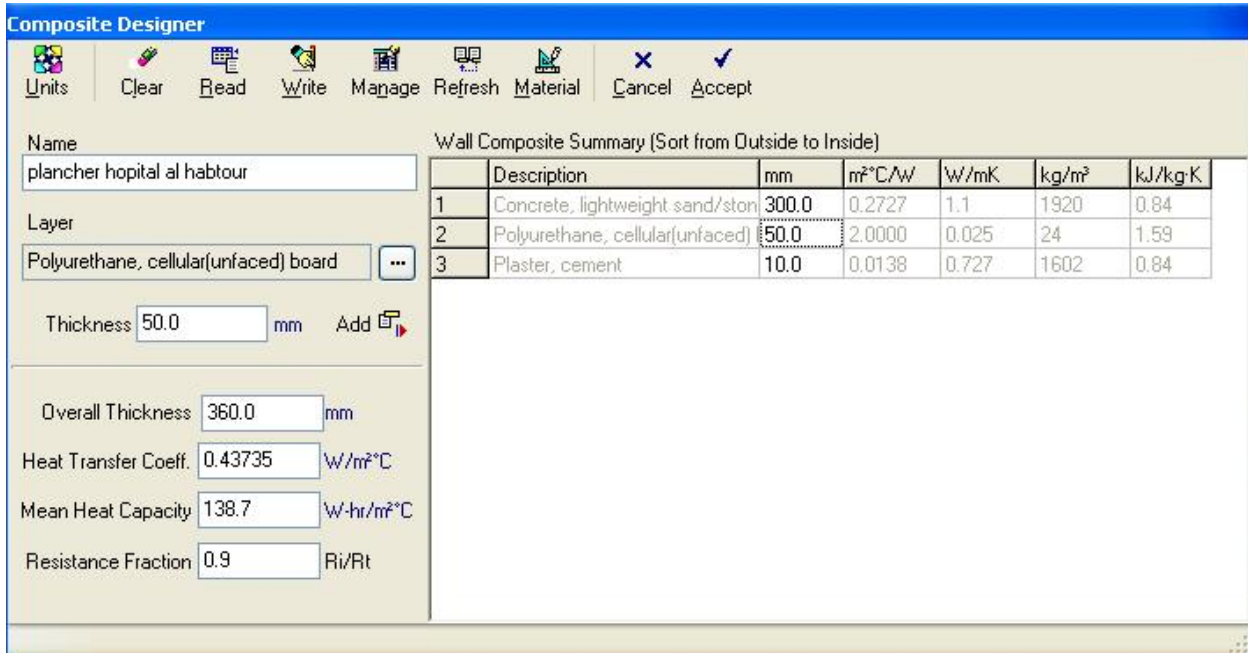 Composite Designer
Units Clear Read Write Manage Refresh Material Cancel Accept
Name
plancher hopital al habtour
Layer
Polyurethane, cellular(unfaced) board ...
Thickness 50.0 mm Add
Overall Thickness 360.0 mm
Heat Transfer Coeff. 0.43735 W/m²°C
Mean Heat Capacity 138.7 W-hr/m²°C
Resistance Fraction 0.9 Ri/Rt
Wall Composite Summary (Sort from Outside to Inside)
Description mm m²°C/W W/mK kg/m³ kJ/kg·K
1 Concrete, lightweight sand/ston 300.0 0.2727 1.1 1920 0.84
2 Polyurethane, cellular(unfaced) 50.0 2.0000 0.025 24 1.59
3 Plaster, cement 10.0 0.0138 0.727 1602 0.84